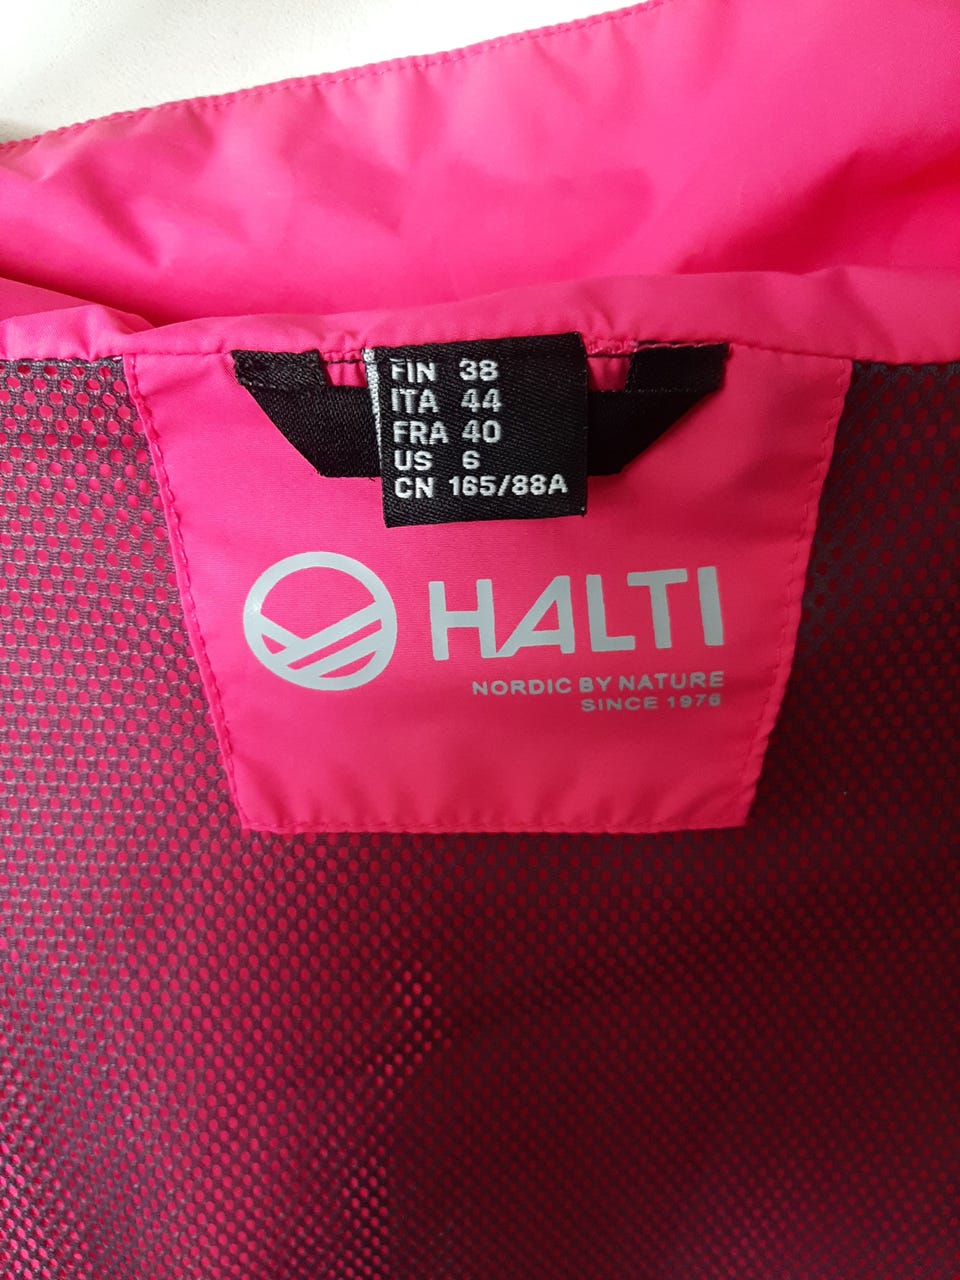 FIN 38
ITA 44
FRA 40
US 6
CN 165/88A
HALTI
NORDIC BY NATURE
SINCE 1976